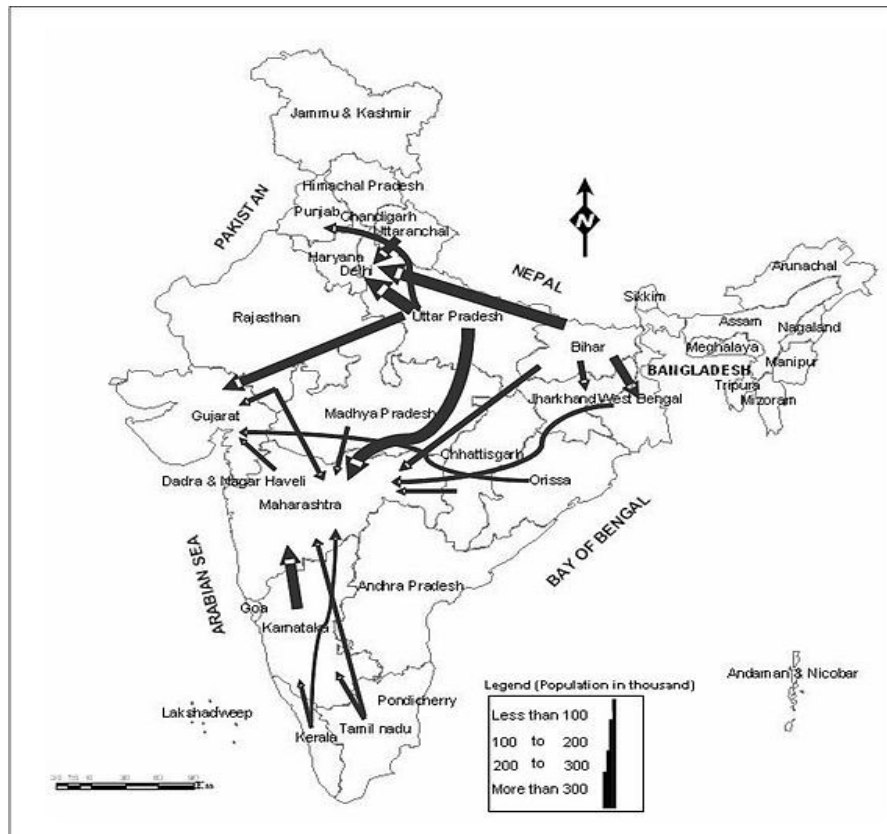 Jammu & Kashmir
Himachal Pradesh
Punjab
Chandigarh
Uttaranchal
PAKISTAN
Haryana
Delhi
N
NEPAL
Arunachal
Sikkim
Rajasthan
Uttar Pradesh
Assam
Nagaland
Bihar
Meghalaya
BANGLADESH
Manipur
Tripura
Mizoram
Jharkhand
West Bengal
Gujarat
Madhya Pradesh
Chhattisgarh
Dadra & Nagar Haveli
Orissa
Maharashtra
ARABIAN SEA
BAY OF BENGAL
Andhra Pradesh
Goa
Karnataka
Andaman & Nicobar
Lakshadweep
Pondicherry
Kerala
Tamil nadu
Legend (Population in thousand)
Less than 100
100 to 200
200 to 300
More than 300